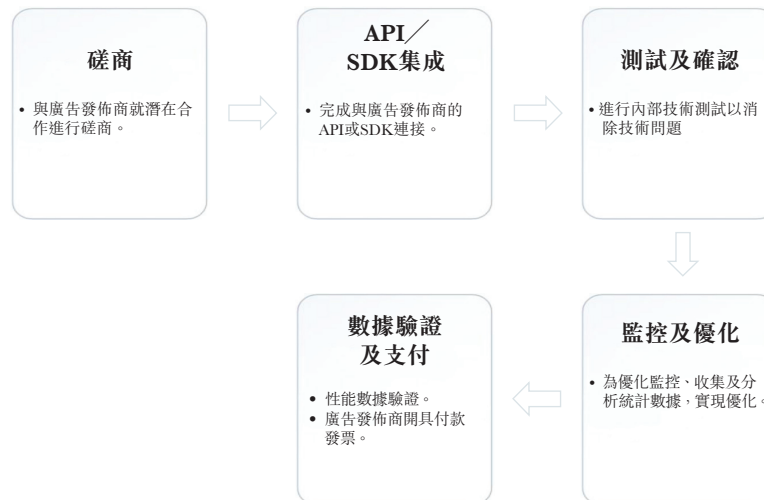 磋商
• 與廣告發佈商就潛在合
作進行磋商。
API／
SDK集成
• 完成與廣告發佈商的
API或SDK連接。
測試及確認
• 進行內部技術測試以消
除技術問題
監控及優化
• 為優化監控、收集及分
析統計數據，實現優化。
數據驗證
及支付
• 性能數據驗證。
• 廣告發佈商開具付款
發票。